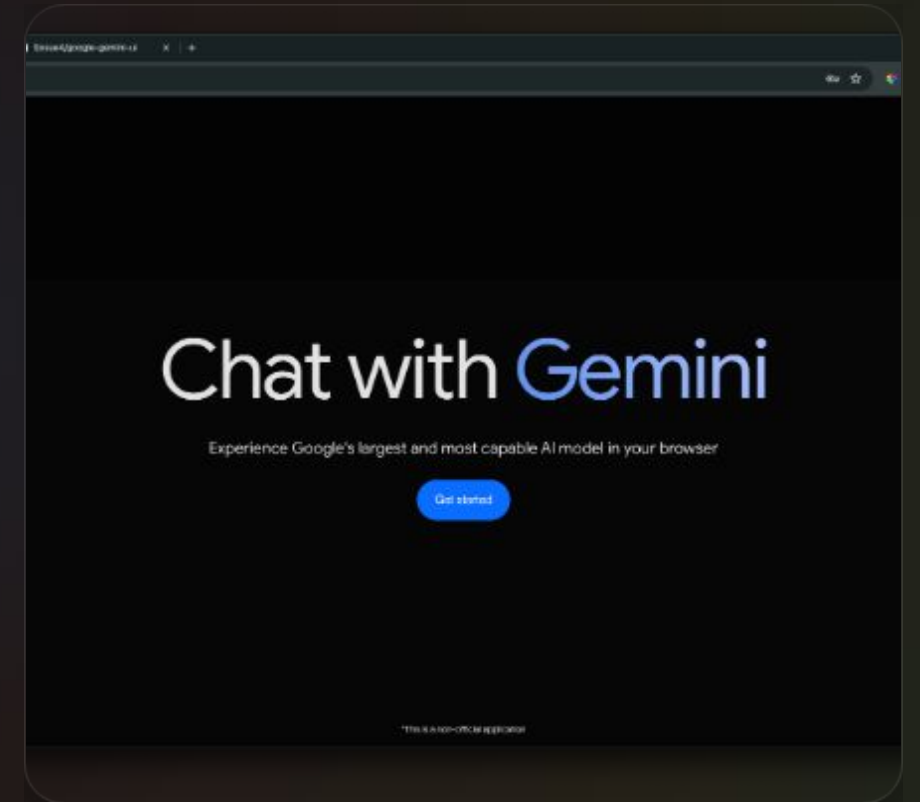 Chat with Gemini
Experience Google's largest and most capable AI model in your browser
Get started
*This is a non-official application